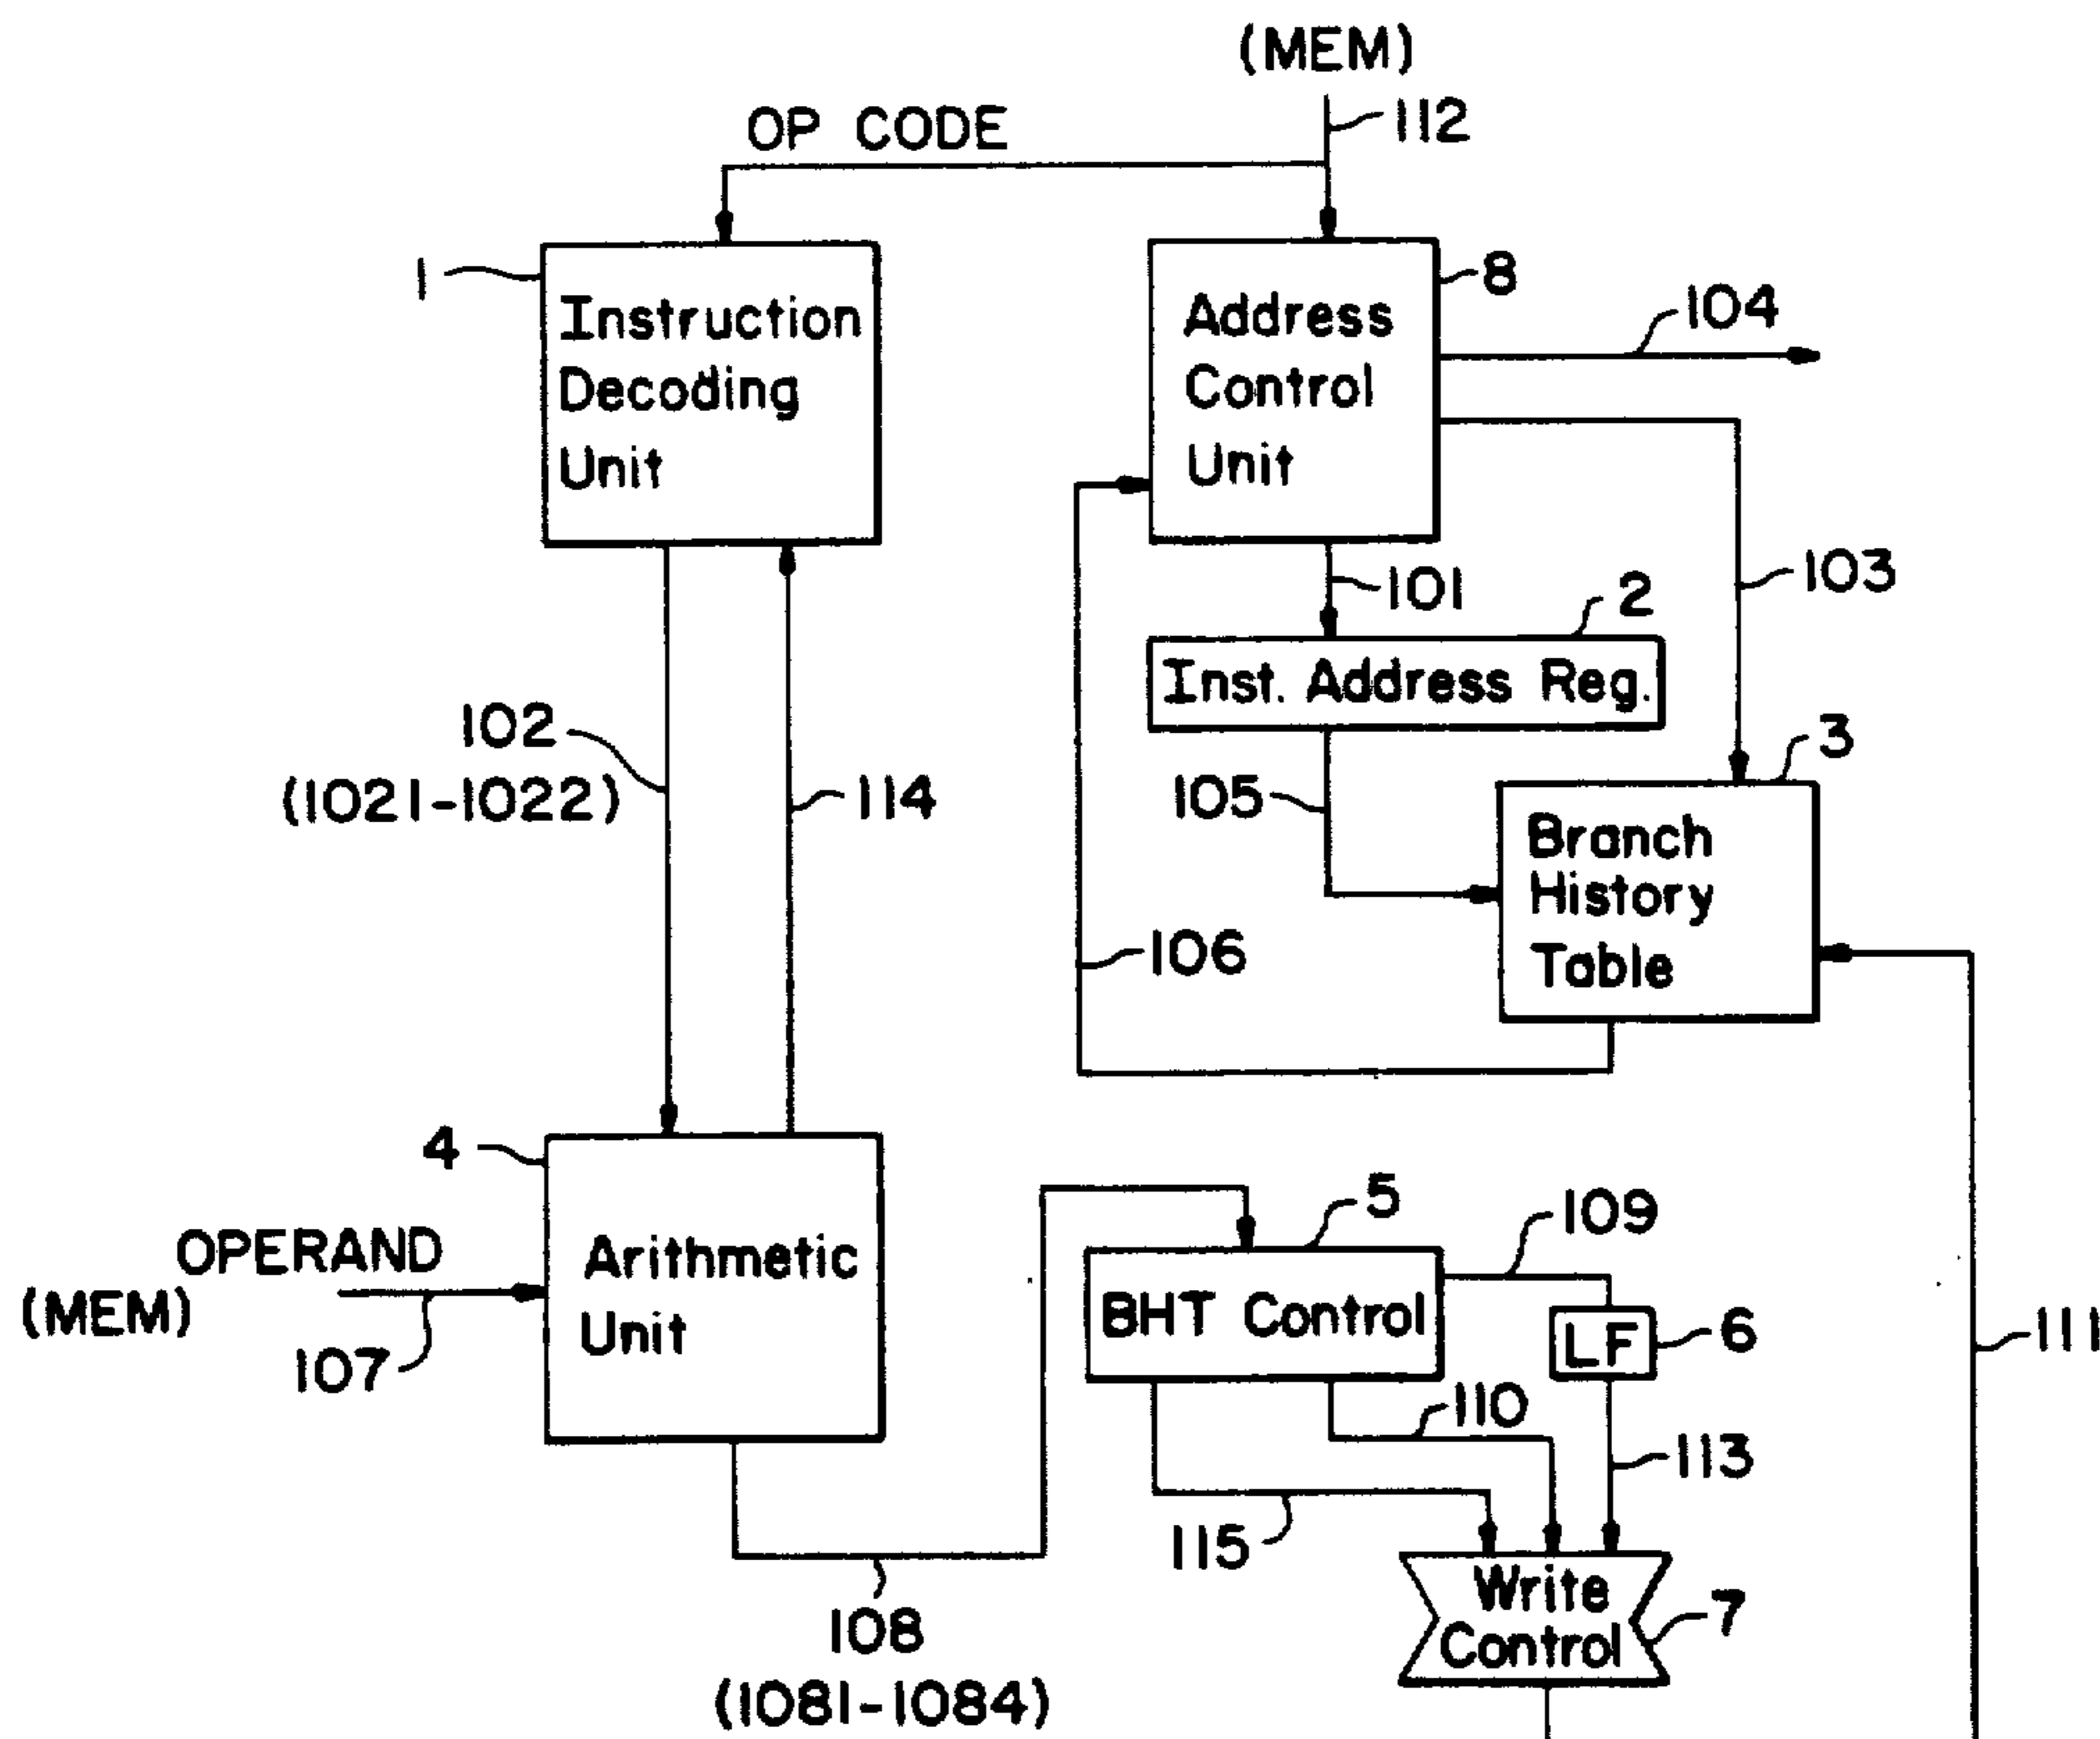 (MEM)
112
OP CODE
1
Instruction
Decoding
Unit
8
Address
Control
Unit
104
103
101
2
Inst. Address Reg.
102
(1021-1022)
114
105
3
Branch
History
Table
106
4
OPERAND
(MEM)
107
Arithmetic
Unit
5
109
BHT Control
LF
6
111
110
113
115
Write
Control
7
108
(1081-1084)